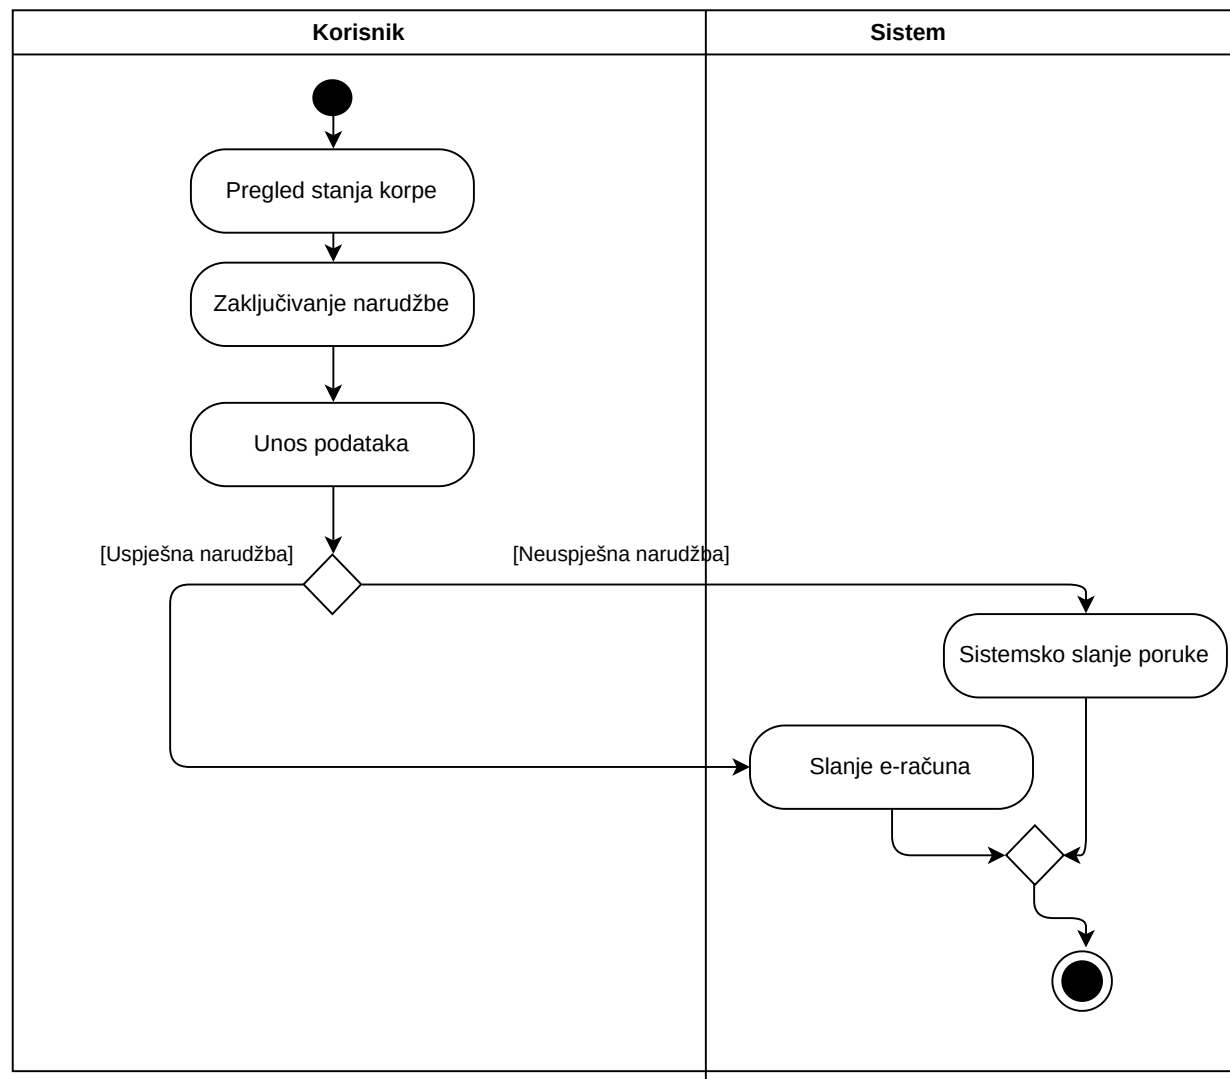 Korisnik
Sistem
Pregled stanja korpe
Zaključivanje narudžbe
Unos podataka
[Uspješna narudžba]
[Neuspješna narudžba]
Sistemsko slanje poruke
Slanje e-računa